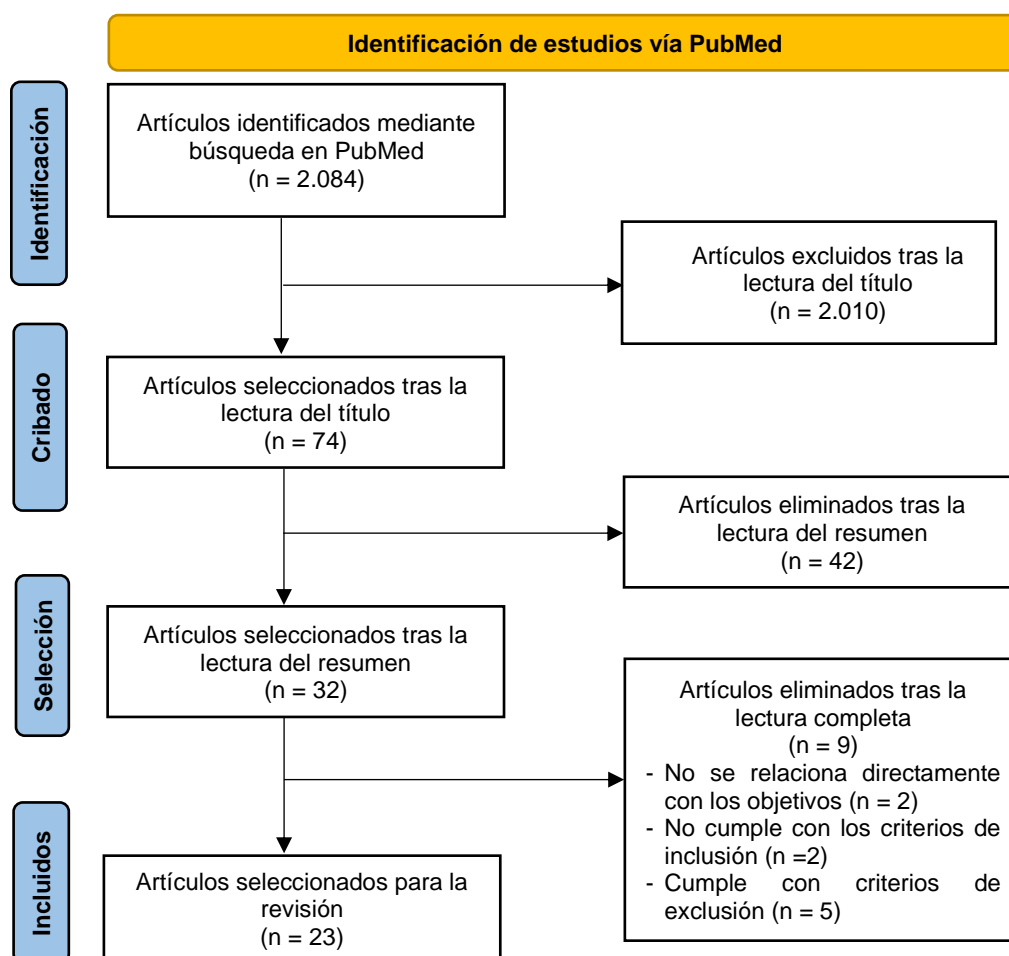 Identificación de estudios vía PubMed
Identificación
Artículos identificados mediante
búsqueda en PubMed
(n = 2.084)
Artículos excluidos tras la
lectura del título
(n = 2.010)
Cribado
Artículos seleccionados tras la
lectura del título
(n = 74)
Artículos eliminados tras la
lectura del resumen
(n = 42)
Selección
Artículos seleccionados tras la
lectura del resumen
(n = 32)
Artículos eliminados tras la
lectura completa
(n = 9)
- No se relaciona directamente
con los objetivos (n = 2)
- No cumple con los criterios de
inclusión (n =2)
- Cumple con criterios de
exclusión (n = 5)
Incluidos
Artículos seleccionados para la
revisión
(n = 23)